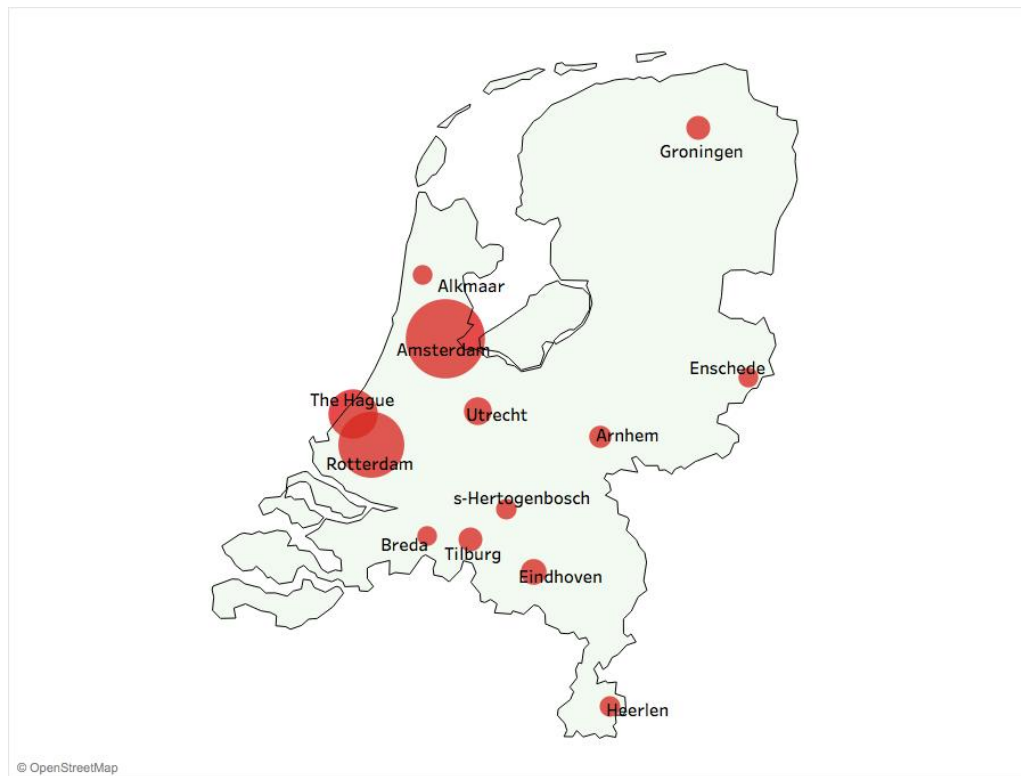 Groningen
Alkmaar
Amsterdam
Enschede
The Hague
Utrecht
Arnhem
Rotterdam
s-Hertogenbosch
Breda
Tilburg
Eindhoven
Heerlen
© OpenStreetMap